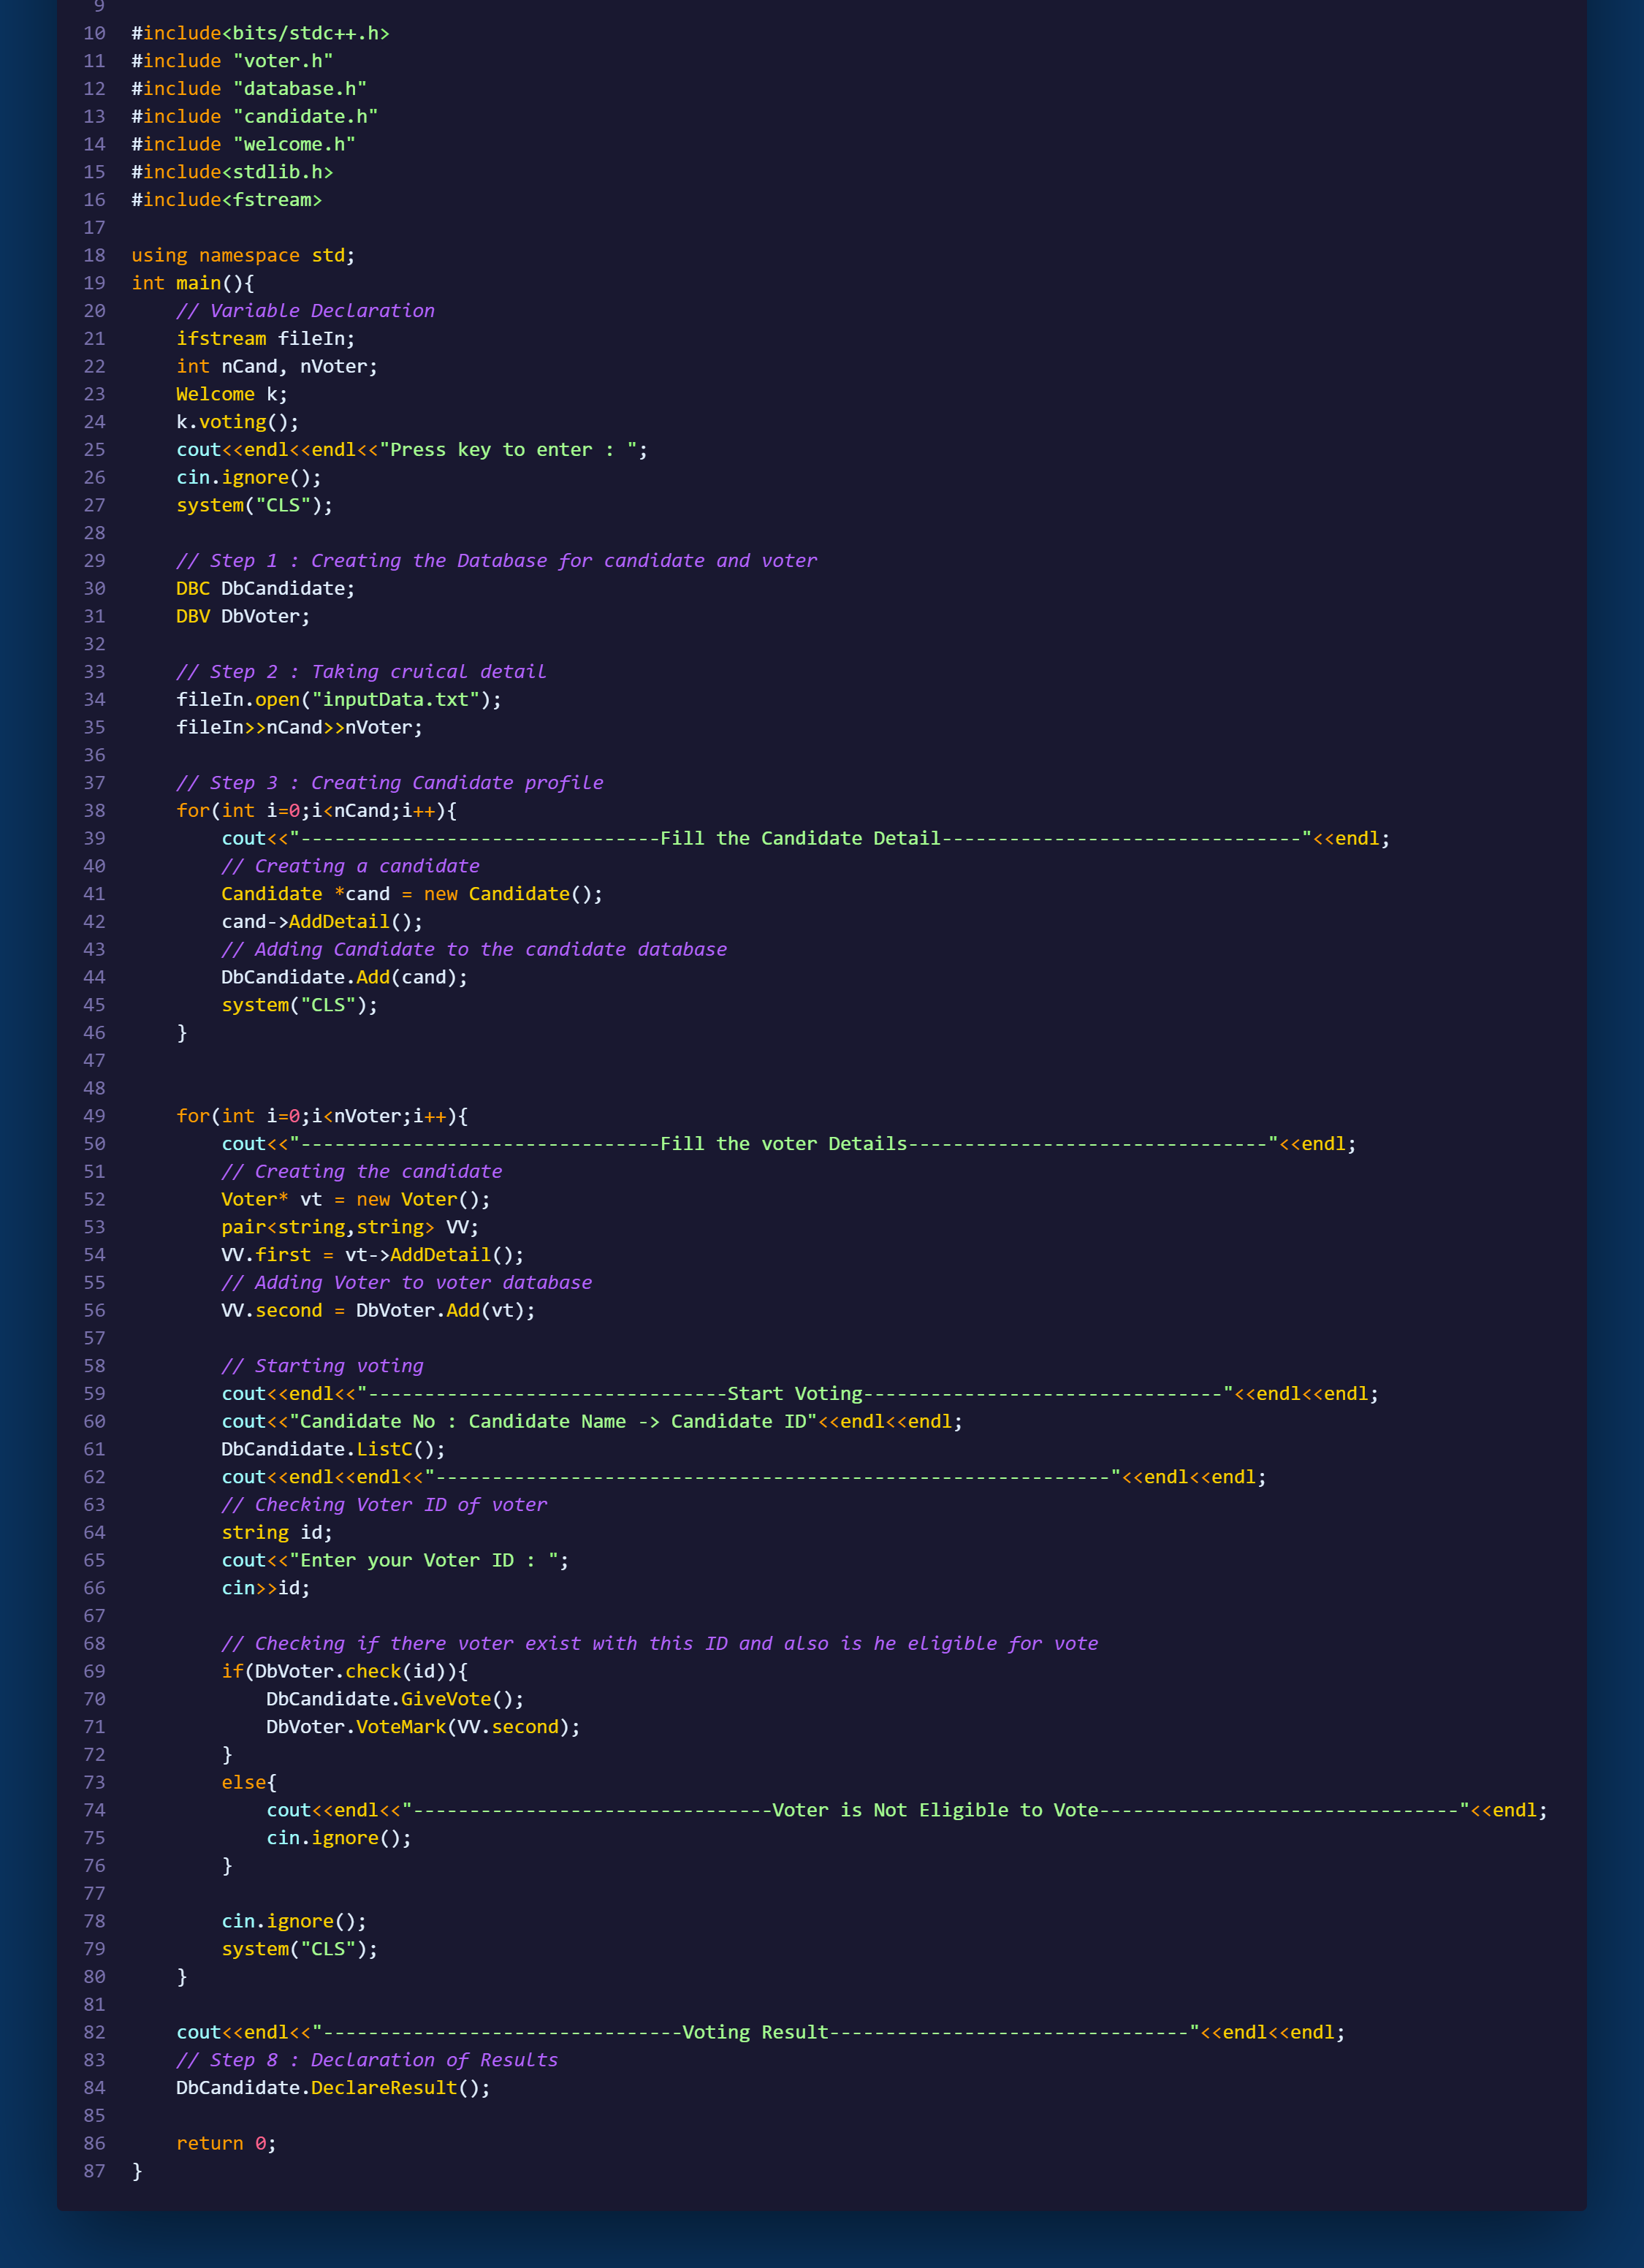 9
10 #include<bits/stdc++.h>
11 #include "voter.h"
12 #include "database.h"
13 #include "candidate.h"
14 #include "welcome.h"
15 #include<stdlib.h>
16 #include<fstream>
17
18 using namespace std;
19 int main(){
20     // Variable Declaration
21     ifstream fileIn;
22     int nCand, nVoter;
23     Welcome k;
24     k.voting();
25     cout<<endl<<endl<<"Press key to enter : ";
26     cin.ignore();
27     system("CLS");
28
29     // Step 1 : Creating the Database for candidate and voter
30     DBC DbCandidate;
31     DBV DbVoter;
32
33     // Step 2 : Taking cruical detail
34     fileIn.open("inputData.txt");
35     fileIn>>nCand>>nVoter;
36
37     // Step 3 : Creating Candidate profile
38     for(int i=0;i<nCand;i++){
39         cout<<"--------------------------------Fill the Candidate Detail--------------------------------"<<endl;
40         // Creating a candidate
41         Candidate *cand = new Candidate();
42         cand->AddDetail();
43         // Adding Candidate to the candidate database
44         DbCandidate.Add(cand);
45         system("CLS");
46     }
47
48
49     for(int i=0;i<nVoter;i++){
50         cout<<"--------------------------------Fill the voter Details--------------------------------"<<endl;
51         // Creating the candidate
52         Voter* vt = new Voter();
53         pair<string,string> VV;
54         VV.first = vt->AddDetail();
55         // Adding Voter to voter database
56         VV.second = DbVoter.Add(vt);
57
58         // Starting voting
59         cout<<endl<<"--------------------------------Start Voting--------------------------------"<<endl<<endl;
60         cout<<"Candidate No : Candidate Name -> Candidate ID"<<endl<<endl;
61         DbCandidate.ListC();
62         cout<<endl<<endl<<"------------------------------------------------------------"<<endl<<endl;
63         // Checking Voter ID of voter
64         string id;
65         cout<<"Enter your Voter ID : ";
66         cin>>id;
67
68         // Checking if there voter exist with this ID and also is he eligible for vote
69         if(DbVoter.check(id)){
70             DbCandidate.GiveVote();
71             DbVoter.VoteMark(VV.second);
72         }
73         else{
74             cout<<endl<<"--------------------------------Voter is Not Eligible to Vote--------------------------------"<<endl;
75             cin.ignore();
76         }
77
78         cin.ignore();
79         system("CLS");
80     }
81
82     cout<<endl<<"--------------------------------Voting Result--------------------------------"<<endl<<endl;
83     // Step 8 : Declaration of Results
84     DbCandidate.DeclareResult();
85
86     return 0;
87 }